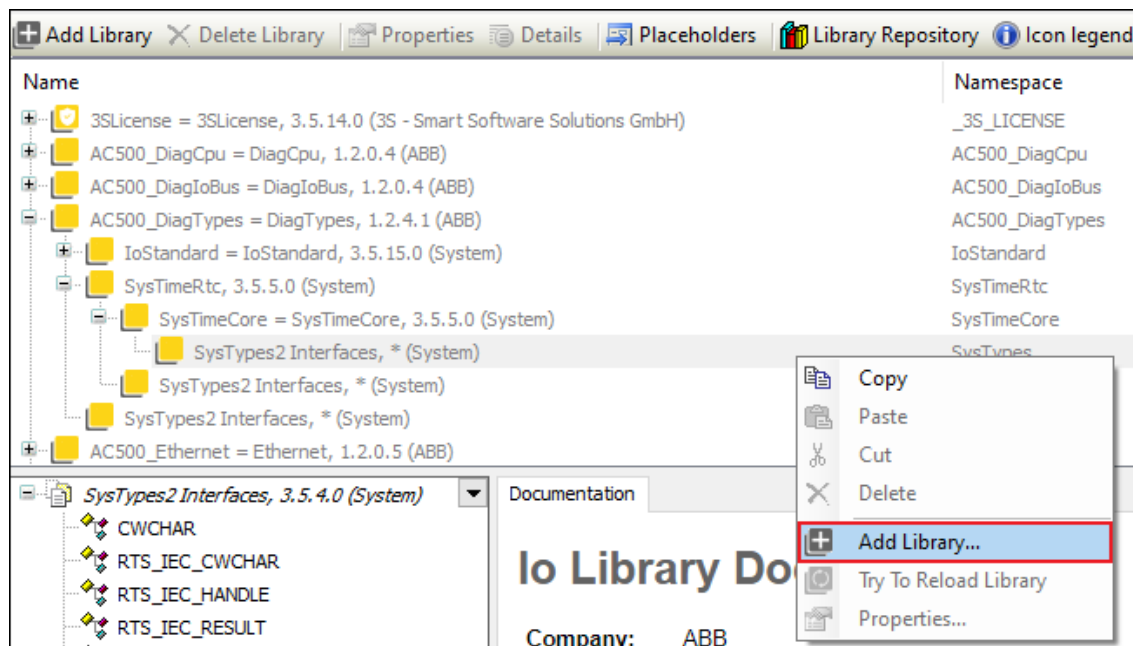 Add Library Delete Library Properties Details Placeholders Library Repository Icon legend
Name Namespace
3SLicense = 3SLicense, 3.5.14.0 (3S - Smart Software Solutions GmbH) _3S_LICENSE
AC500_DiagCpu = DiagCpu, 1.2.0.4 (ABB) AC500_DiagCpu
AC500_DiagIoBus = DiagIoBus, 1.2.0.4 (ABB) AC500_DiagIoBus
AC500_DiagTypes = DiagTypes, 1.2.4.1 (ABB) AC500_DiagTypes
IoStandard = IoStandard, 3.5.15.0 (System) IoStandard
SysTimeRtc, 3.5.5.0 (System) SysTimeRtc
SysTimeCore = SysTimeCore, 3.5.5.0 (System) SysTimeCore
SysTypes2 Interfaces, * (System) SysTypes
SysTypes2 Interfaces, * (System)
SysTypes2 Interfaces, * (System)
AC500_Ethernet = Ethernet, 1.2.0.5 (ABB)
Copy
Paste
Cut
Delete
Add Library...
Try To Reload Library
Properties...
SysTypes2 Interfaces, 3.5.4.0 (System)
CWCHAR
RTS_IEC_CWCHAR
RTS_IEC_HANDLE
RTS_IEC_RESULT
Documentation
Io Library Do
Company: ABB